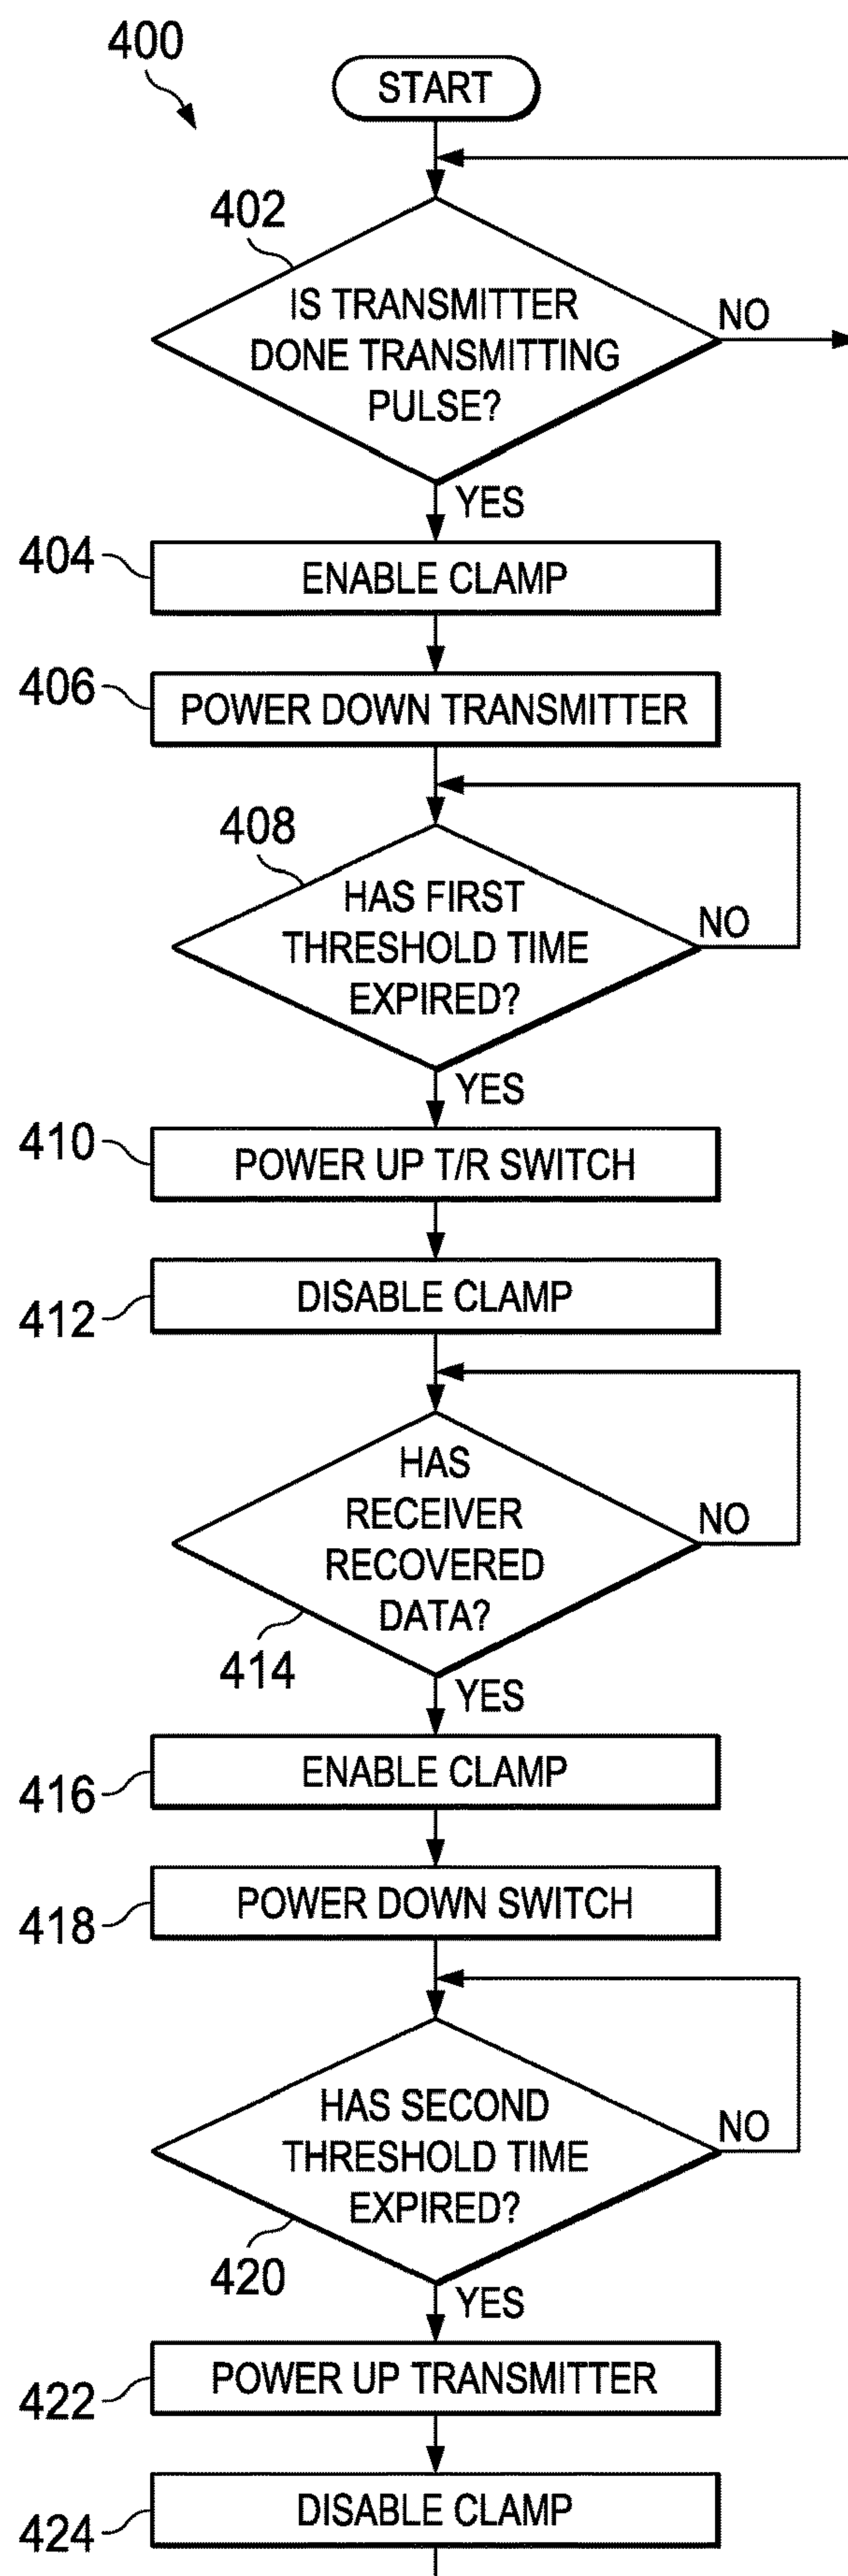 400
START
402
IS TRANSMITTER
DONE TRANSMITTING
PULSE?
NO
YES
404
ENABLE CLAMP
406
POWER DOWN TRANSMITTER
408
HAS FIRST
THRESHOLD TIME
EXPIRED?
NO
YES
410
POWER UP T/R SWITCH
412
DISABLE CLAMP
HAS
RECEIVER
RECOVERED
DATA?
NO
414
YES
416
ENABLE CLAMP
418
POWER DOWN SWITCH
HAS SECOND
THRESHOLD TIME
EXPIRED?
NO
420
YES
422
POWER UP TRANSMITTER
424
DISABLE CLAMP